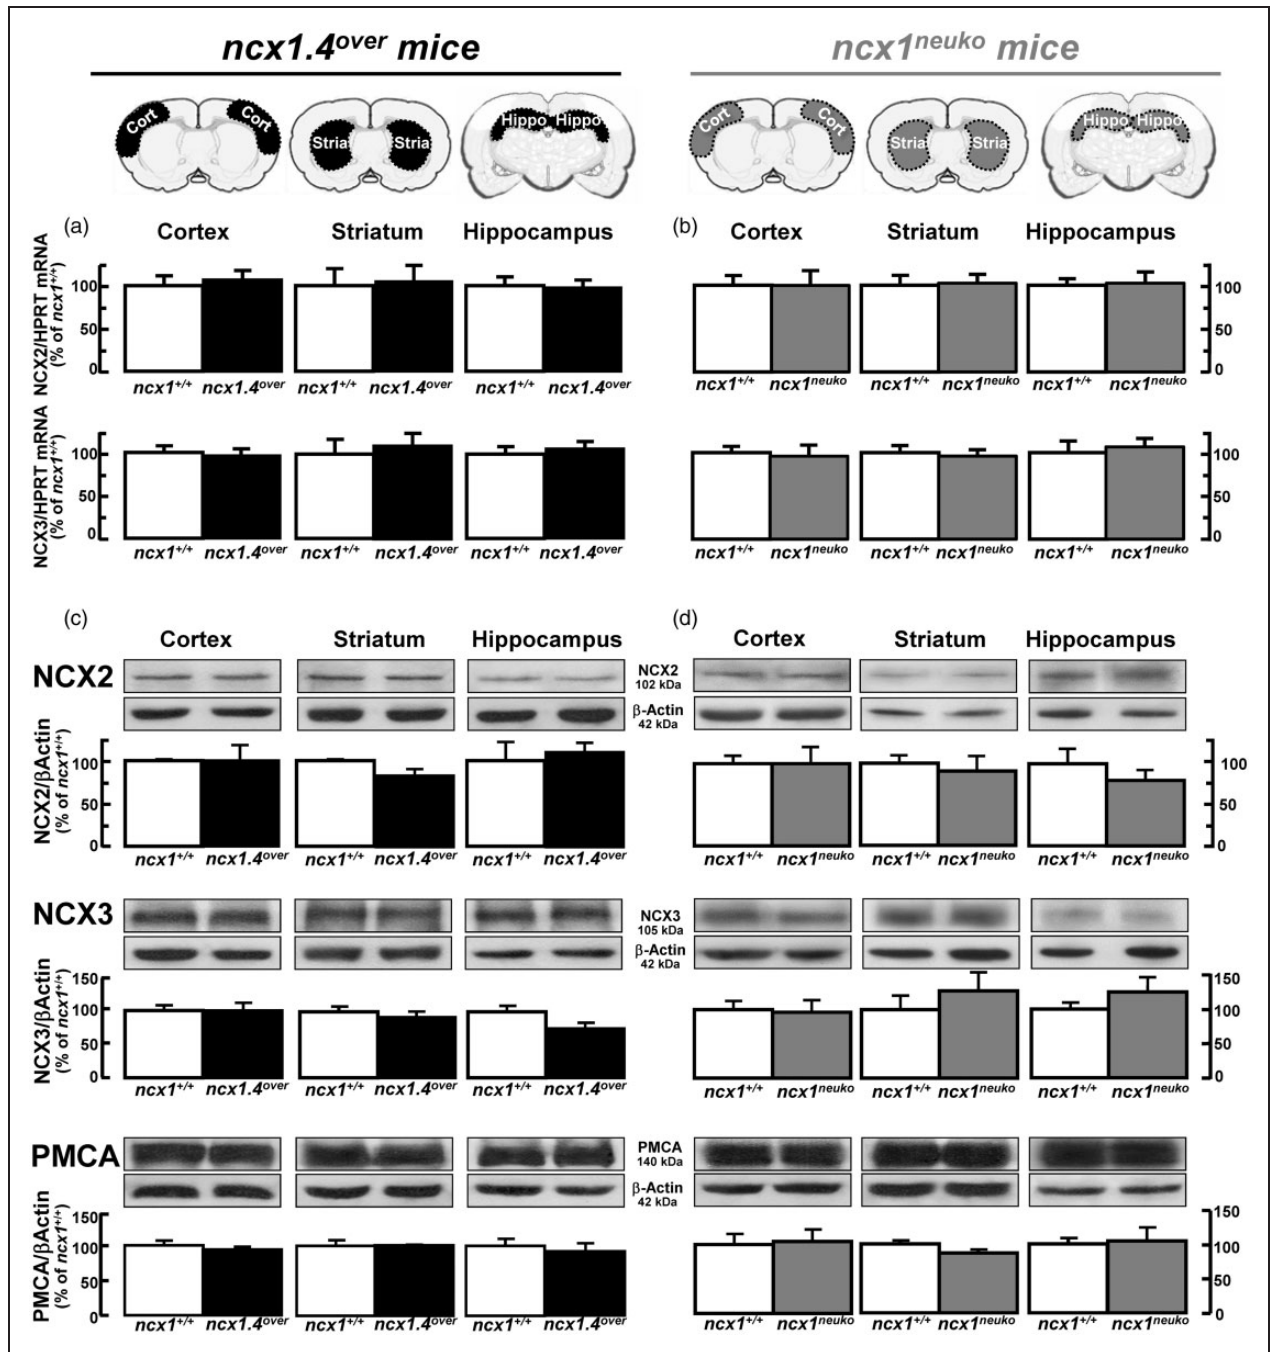 ncx1.4over mice
ncx1neuko mice
Cort Cort Stria Stria Hippo Hippo
Cort Cort Stria Stria Hippo Hippo
(a) Cortex Striatum Hippocampus
(b) Cortex Striatum Hippocampus
NCX2/HPRT mRNA
(% of ncx1+/+)
100
50
0
ncx1+/+ ncx1.4over ncx1+/+ ncx1.4over ncx1+/+ ncx1.4over
ncx1+/+ ncx1neuko ncx1+/+ ncx1neuko ncx1+/+ ncx1neuko
100
50
0
NCX3/HPRT mRNA
(% of ncx1+/+)
100
50
0
ncx1+/+ ncx1.4over ncx1+/+ ncx1.4over ncx1+/+ ncx1.4over
ncx1+/+ ncx1neuko ncx1+/+ ncx1neuko ncx1+/+ ncx1neuko
100
50
0
(c) Cortex Striatum Hippocampus
(d) Cortex Striatum Hippocampus
NCX2
NCX2
102 kDa
β-Actin
42 kDa
NCX2/βActin
(% of ncx1+/+)
100
50
0
ncx1+/+ ncx1.4over ncx1+/+ ncx1.4over ncx1+/+ ncx1.4over
ncx1+/+ ncx1neuko ncx1+/+ ncx1neuko ncx1+/+ ncx1neuko
100
50
0
NCX3
NCX3
105 kDa
β-Actin
42 kDa
NCX3/βActin
(% of ncx1+/+)
150
100
50
0
ncx1+/+ ncx1.4over ncx1+/+ ncx1.4over ncx1+/+ ncx1.4over
ncx1+/+ ncx1neuko ncx1+/+ ncx1neuko ncx1+/+ ncx1neuko
150
100
50
0
PMCA
PMCA
140 kDa
β-Actin
42 kDa
PMCA/βActin
(% of ncx1+/+)
150
100
50
0
ncx1+/+ ncx1.4over ncx1+/+ ncx1.4over ncx1+/+ ncx1.4over
ncx1+/+ ncx1neuko ncx1+/+ ncx1neuko ncx1+/+ ncx1neuko
150
100
50
0